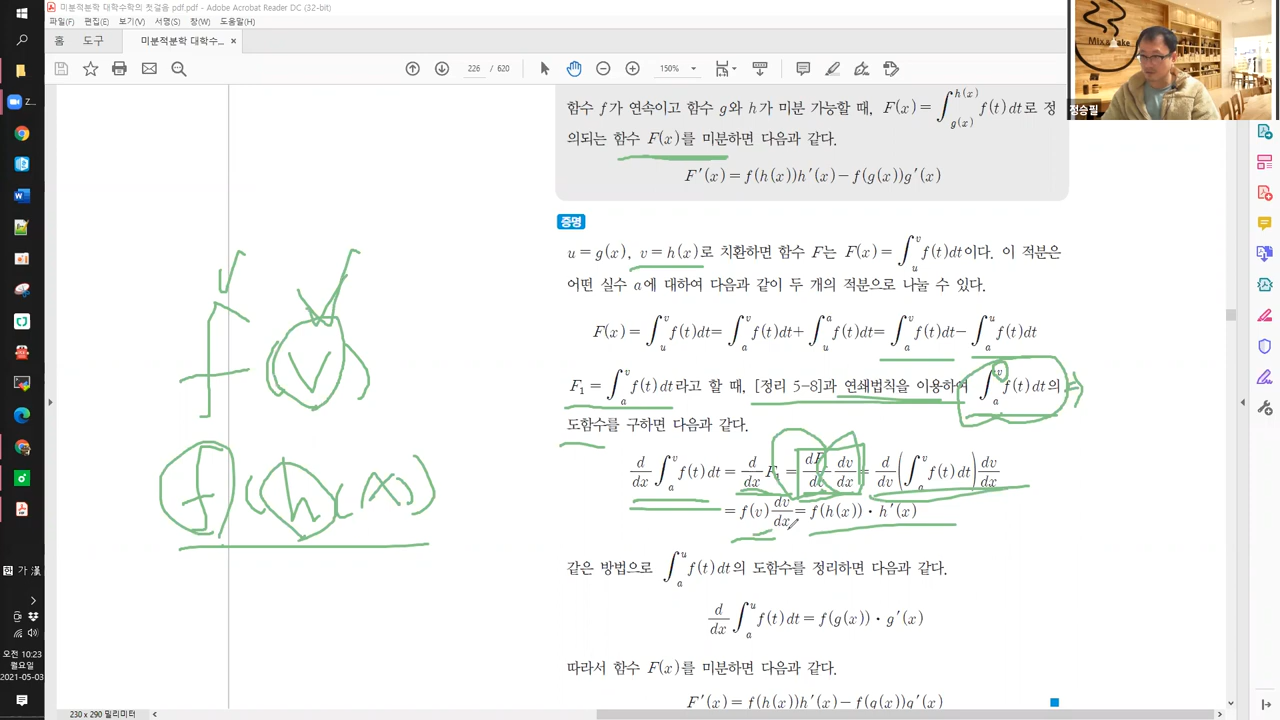 미분적분학 대학수학의 첫걸음 pdf.pdf - Adobe Acrobat Reader DC (32-bit)
파일(F) 편집(E) 보기(V) 서명(S) 창(W) 도움말(H)
홈 도구 미분적분학 대학수... ×
226 / 620 150%
Mix&Bake
정승필
함수 f가 연속이고 함수 g와 h가 미분 가능할 때, F(x)=∫_{g(x)}^{h(x)} f(t)dt로 정
의되는 함수 F(x)를 미분하면 다음과 같다.
F′(x)=f(h(x))h′(x)−f(g(x))g′(x)
증명
u=g(x), v=h(x)로 치환하면 함수 F는 F(x)=∫_u^v f(t)dt이다. 이 적분은
어떤 실수 a에 대하여 다음과 같이 두 개의 적분으로 나눌 수 있다.
F(x)=∫_u^v f(t)dt=∫_a^v f(t)dt+∫_u^a f(t)dt=∫_a^v f(t)dt−∫_a^u f(t)dt
F₁=∫_a^v f(t)dt라고 할 때, [정리 5-8]과 연쇄법칙을 이용하여 ∫_a^v f(t)dt의
도함수를 구하면 다음과 같다.
d/dx ∫_a^v f(t)dt = d/dx F₁ = dF₁/dv dv/dx = d/dv (∫_a^v f(t)dt) dv/dx
= f(v) dv/dx = f(h(x))·h′(x)
같은 방법으로 ∫_a^u f(t)dt의 도함수를 정리하면 다음과 같다.
d/dx ∫_a^u f(t)dt = f(g(x))·g′(x)
따라서 함수 F(x)를 미분하면 다음과 같다.
F′(x)=f(h(x))h′(x)−f(g(x))g′(x)
f (v)
f(h(x))
Z...
한 가 漢
오전 10:23
월요일
2021-05-03
230 x 290 밀리미터